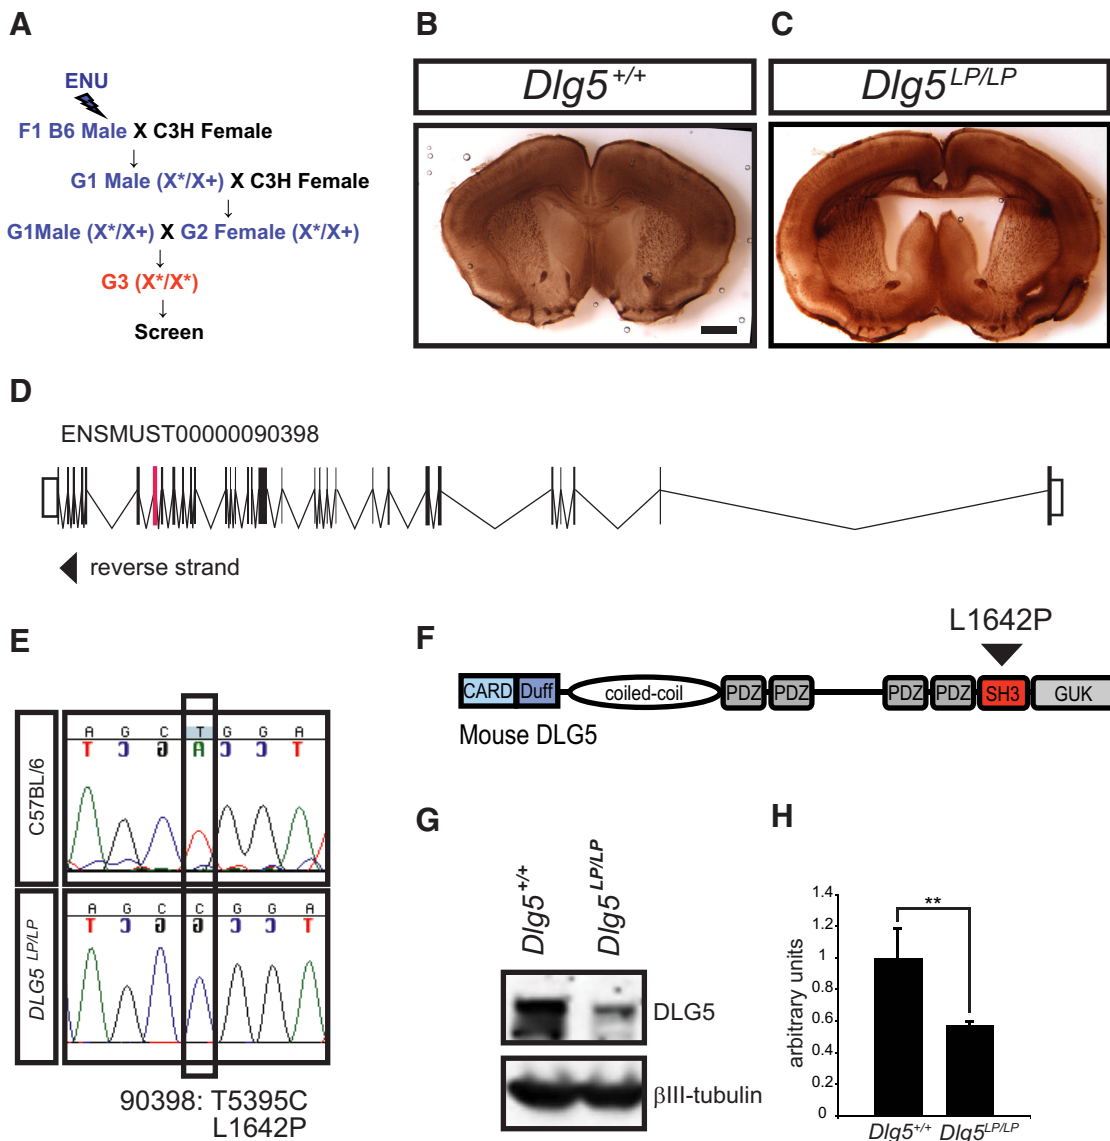 A
ENU
F1 B6 Male X C3H Female
↓
G1 Male (X*/X+) X C3H Female
↓
G1Male (X*/X+) X G2 Female (X*/X+)
↓
G3 (X*/X*)
↓
Screen
B
Dlg5+/+
C
Dlg5LP/LP
D
ENSMUST00000090398
reverse strand
E
C57BL/6
A G C T G G A
T C G A C C T
DLG5 LP/LP
A G C C G G A
T C G G C C T
90398: T5395C
L1642P
F
L1642P
CARD Duff coiled-coil PDZ PDZ PDZ PDZ SH3 GUK
Mouse DLG5
G
Dlg5+/+ Dlg5LP/LP
DLG5
βIII-tubulin
H
arbitrary units
1.4
1.2
1
0.8
0.6
0.4
0.2
0
**
Dlg5+/+ Dlg5LP/LP